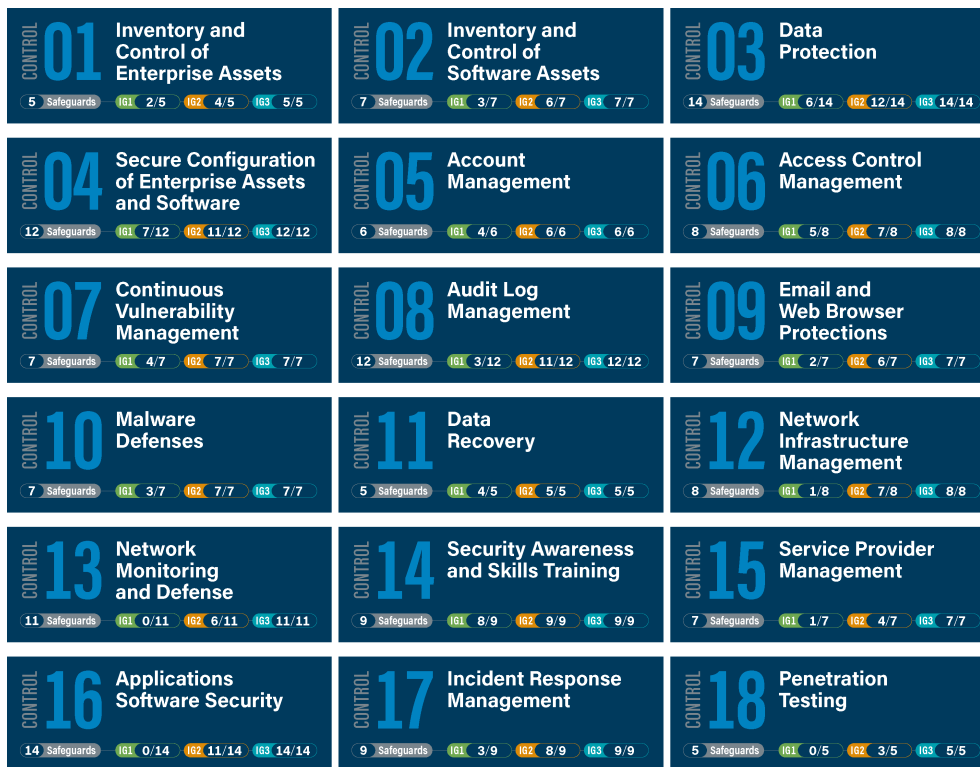 CONTROL 01 Inventory and
Control of
Enterprise Assets
5 Safeguards IG1 2/5 IG2 4/5 IG3 5/5
CONTROL 02 Inventory and
Control of
Software Assets
7 Safeguards IG1 3/7 IG2 6/7 IG3 7/7
CONTROL 03 Data
Protection
14 Safeguards IG1 6/14 IG2 12/14 IG3 14/14
CONTROL 04 Secure Configuration
of Enterprise Assets
and Software
12 Safeguards IG1 7/12 IG2 11/12 IG3 12/12
CONTROL 05 Account
Management
6 Safeguards IG1 4/6 IG2 6/6 IG3 6/6
CONTROL 06 Access Control
Management
8 Safeguards IG1 5/8 IG2 7/8 IG3 8/8
CONTROL 07 Continuous
Vulnerability
Management
7 Safeguards IG1 4/7 IG2 7/7 IG3 7/7
CONTROL 08 Audit Log
Management
12 Safeguards IG1 3/12 IG2 11/12 IG3 12/12
CONTROL 09 Email and
Web Browser
Protections
7 Safeguards IG1 2/7 IG2 6/7 IG3 7/7
CONTROL 10 Malware
Defenses
7 Safeguards IG1 3/7 IG2 7/7 IG3 7/7
CONTROL 11 Data
Recovery
5 Safeguards IG1 4/5 IG2 5/5 IG3 5/5
CONTROL 12 Network
Infrastructure
Management
8 Safeguards IG1 1/8 IG2 7/8 IG3 8/8
CONTROL 13 Network
Monitoring
and Defense
11 Safeguards IG1 0/11 IG2 6/11 IG3 11/11
CONTROL 14 Security Awareness
and Skills Training
9 Safeguards IG1 8/9 IG2 9/9 IG3 9/9
CONTROL 15 Service Provider
Management
7 Safeguards IG1 1/7 IG2 4/7 IG3 7/7
CONTROL 16 Applications
Software Security
14 Safeguards IG1 0/14 IG2 11/14 IG3 14/14
CONTROL 17 Incident Response
Management
9 Safeguards IG1 3/9 IG2 8/9 IG3 9/9
CONTROL 18 Penetration
Testing
5 Safeguards IG1 0/5 IG2 3/5 IG3 5/5